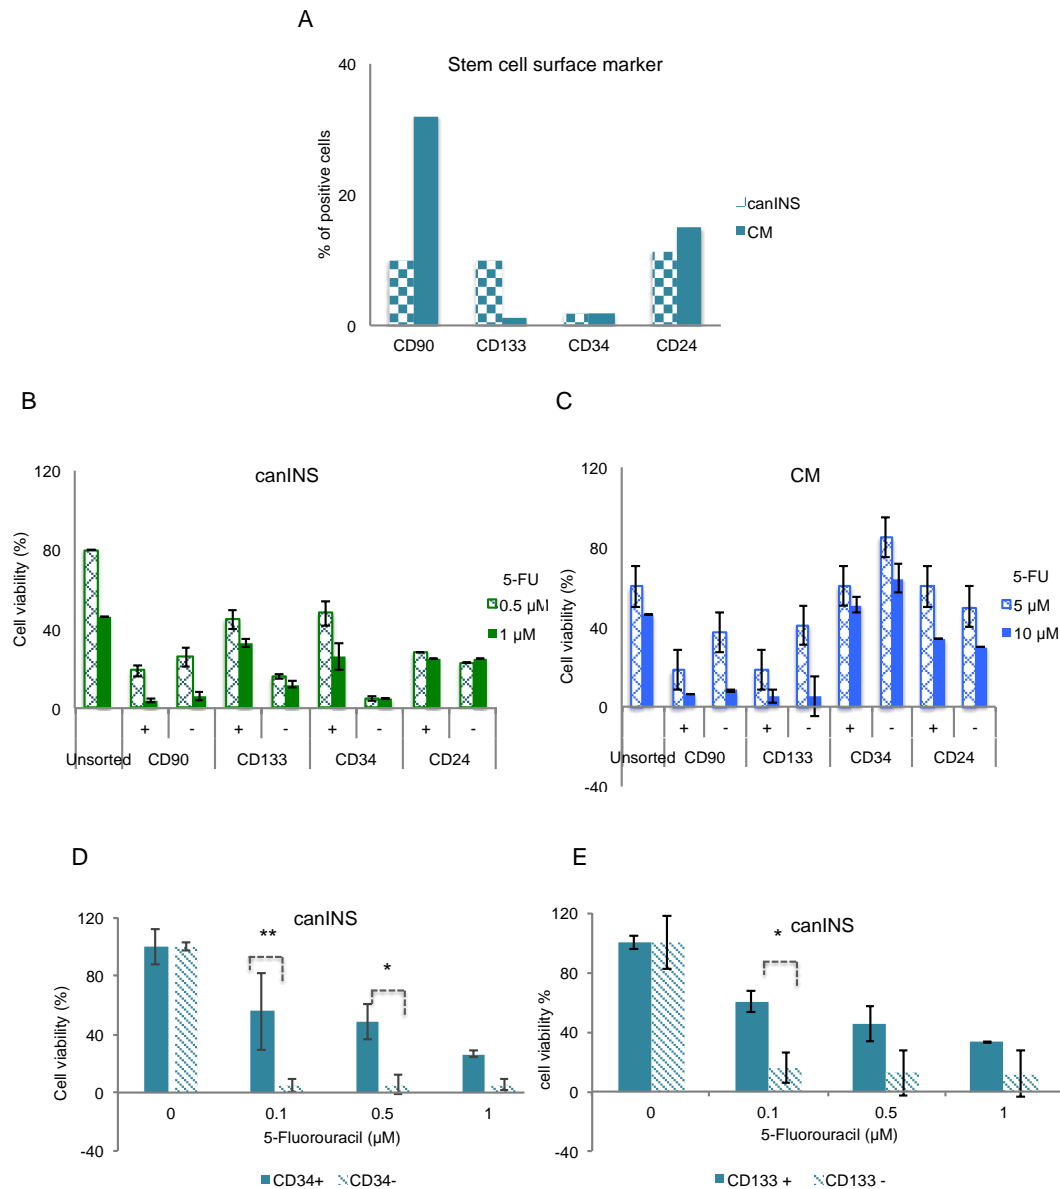 A
Stem cell surface marker
% of positive cells
40
20
0
CD90 CD133 CD34 CD24
canINS
CM
B
canINS
Cell viability (%)
120
80
40
0
+ - + - + - + -
Unsorted CD90 CD133 CD34 CD24
5-FU
0.5 µM
1 µM
C
CM
Cell viability (%)
120
80
40
0
-40
+ - + - + - + -
Unsorted CD90 CD133 CD34 CD24
5-FU
5 µM
10 µM
D
canINS
Cell viability (%)
120
80
40
0
-40
** 
*
0 0.1 0.5 1
5-Fluorouracil (µM)
CD34+ CD34-
E
canINS
cell viability %
120
80
40
0
-40
*
0 0.1 0.5 1
5-Fluorouracil (µM)
CD133 + CD133 -